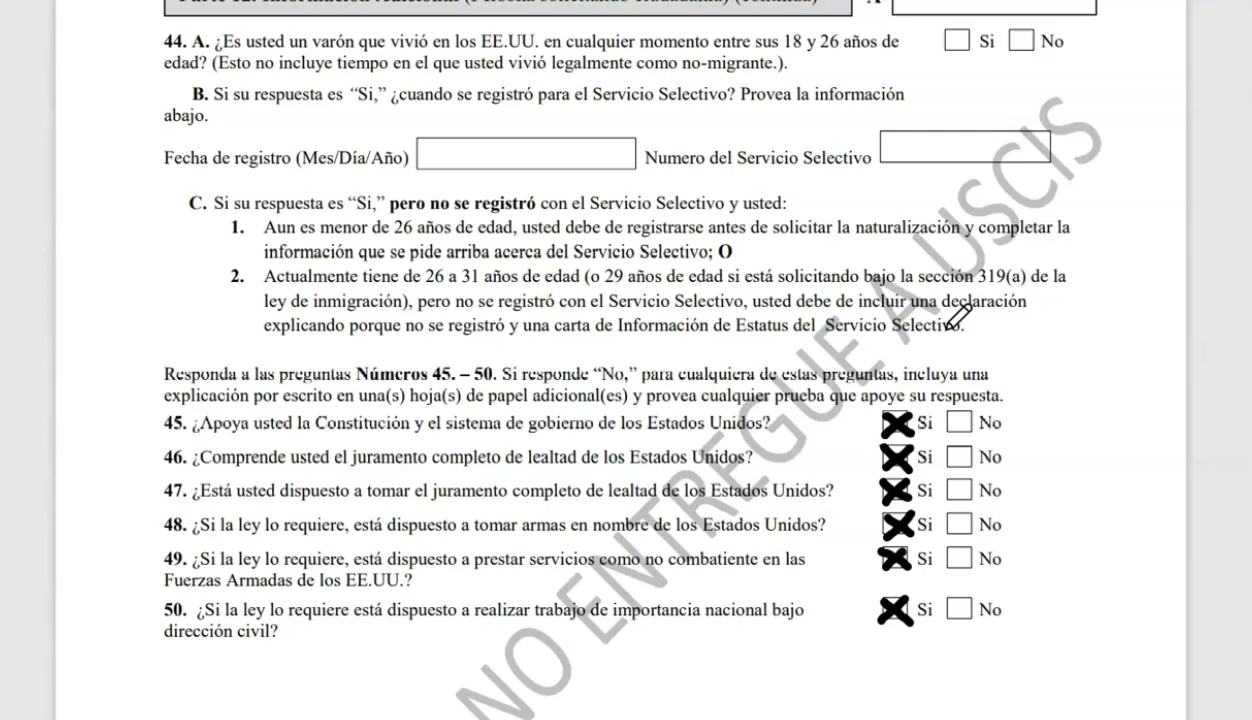 44. A. ¿Es usted un varón que vivió en los EE.UU. en cualquier momento entre sus 18 y 26 años de
edad? (Esto no incluye tiempo en el que usted vivió legalmente como no-migrante.).
Si No
B. Si su respuesta es “Si,” ¿cuando se registró para el Servicio Selectivo? Provea la información
abajo.
Fecha de registro (Mes/Día/Año) Numero del Servicio Selectivo
C. Si su respuesta es “Si,” pero no se registró con el Servicio Selectivo y usted:
1. Aun es menor de 26 años de edad, usted debe de registrarse antes de solicitar la naturalización y completar la
información que se pide arriba acerca del Servicio Selectivo; O
2. Actualmente tiene de 26 a 31 años de edad (o 29 años de edad si está solicitando bajo la sección 319(a) de la
ley de inmigración), pero no se registró con el Servicio Selectivo, usted debe de incluir una declaración
explicando porque no se registró y una carta de Información de Estatus del Servicio Selectivo.
Responda a las preguntas Números 45. – 50. Si responde “No,” para cualquiera de estas preguntas, incluya una
explicación por escrito en una(s) hoja(s) de papel adicional(es) y provea cualquier prueba que apoye su respuesta.
45. ¿Apoya usted la Constitución y el sistema de gobierno de los Estados Unidos? Si No
46. ¿Comprende usted el juramento completo de lealtad de los Estados Unidos? Si No
47. ¿Está usted dispuesto a tomar el juramento completo de lealtad de los Estados Unidos? Si No
48. ¿Si la ley lo requiere, está dispuesto a tomar armas en nombre de los Estados Unidos? Si No
49. ¿Si la ley lo requiere, está dispuesto a prestar servicios como no combatiente en las Si No
Fuerzas Armadas de los EE.UU.?
50. ¿Si la ley lo requiere está dispuesto a realizar trabajo de importancia nacional bajo Si No
dirección civil?
NO ENTREGUE A USCIS